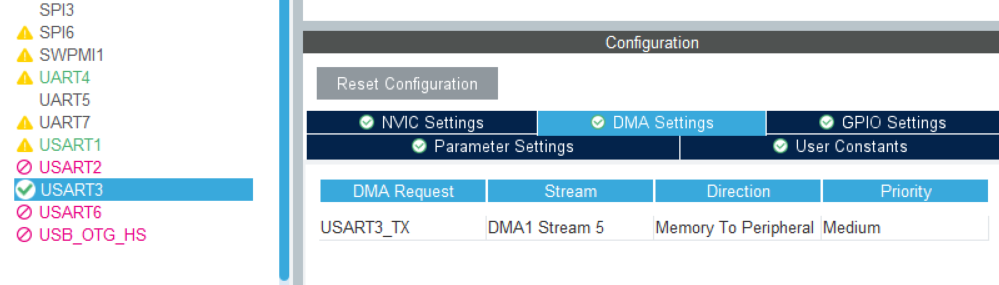 SPI3
SPI6
SWPMI1
UART4
UART5
UART7
USART1
USART2
USART3
USART6
USB_OTG_HS
Configuration
Reset Configuration
NVIC Settings
DMA Settings
GPIO Settings
Parameter Settings
User Constants
DMA Request Stream Direction Priority
USART3_TX DMA1 Stream 5 Memory To Peripheral Medium